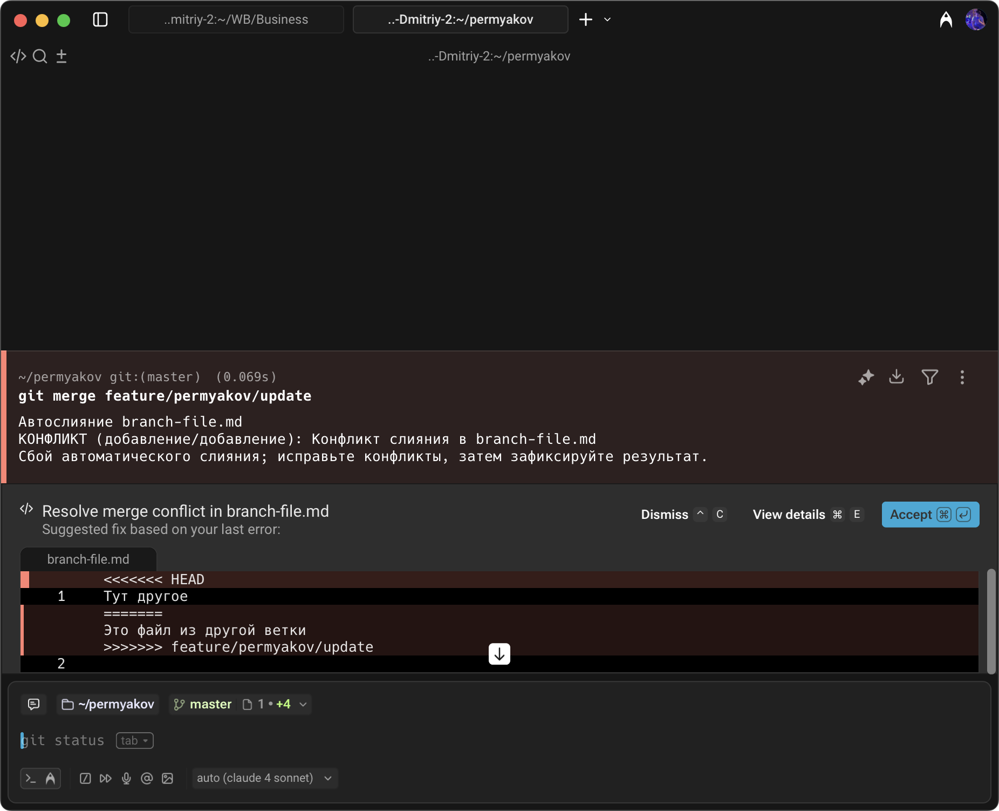 ..mitriy-2:~/WB/Business
..-Dmitriy-2:~/permyakov
..-Dmitriy-2:~/permyakov
~/permyakov git:(master) (0.069s)
git merge feature/permyakov/update
Автослияние branch-file.md
КОНФЛИКТ (добавление/добавление): Конфликт слияния в branch-file.md
Сбой автоматического слияния; исправьте конфликты, затем зафиксируйте результат.
Resolve merge conflict in branch-file.md
Dismiss ^ C
View details ⌘ E
Accept ⌘ ↵
Suggested fix based on your last error:
branch-file.md
<<<<<<< HEAD
1 Тут другое
=======
Это файл из другой ветки
>>>>>>> feature/permyakov/update
2
~/permyakov
master 1 • +4
git status tab
auto (claude 4 sonnet)